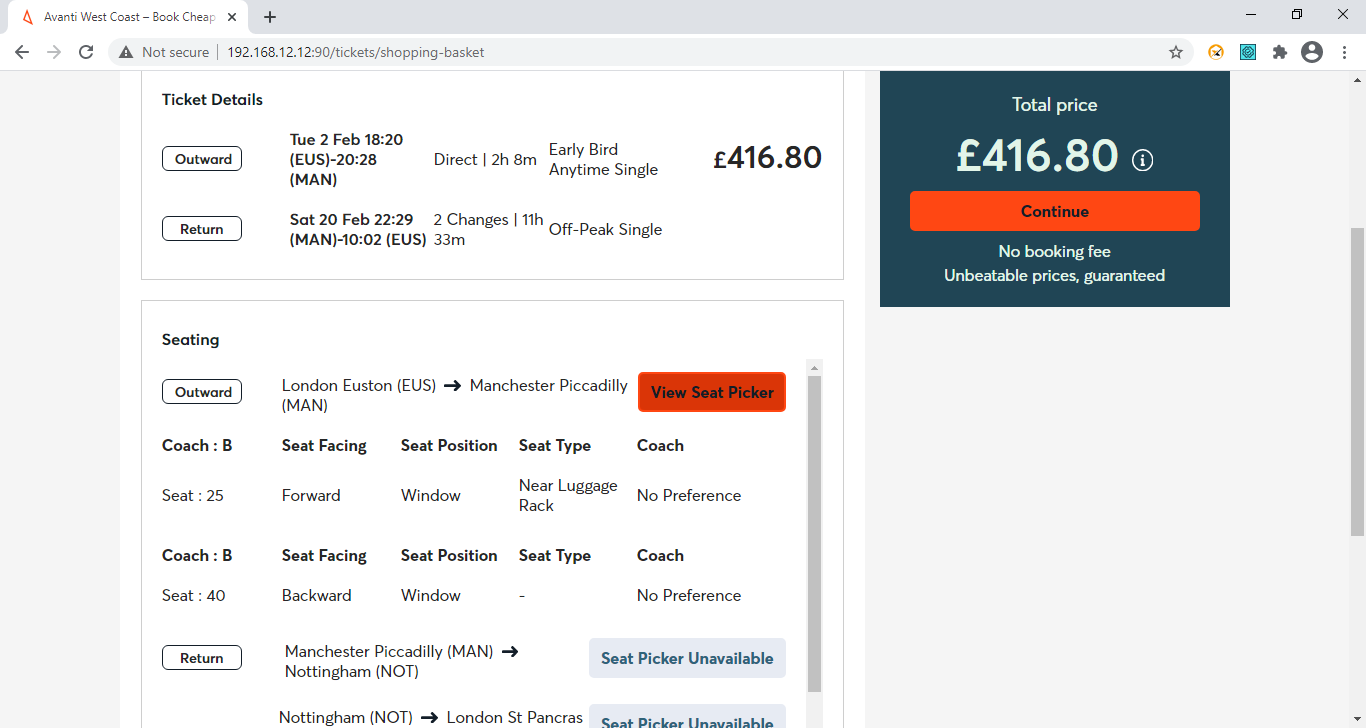 Avanti West Coast – Book Cheap
Not secure
192.168.12.12:90/tickets/shopping-basket
Ticket Details
Outward
Tue 2 Feb 18:20
(EUS)-20:28
(MAN)
Direct | 2h 8m
Early Bird
Anytime Single
£416.80
Return
Sat 20 Feb 22:29
(MAN)-10:02 (EUS)
2 Changes | 11h
33m
Off-Peak Single
Total price
£416.80
Continue
No booking fee
Unbeatable prices, guaranteed
Seating
Outward
London Euston (EUS) → Manchester Piccadilly
(MAN)
View Seat Picker
Coach : B Seat Facing Seat Position Seat Type Coach
Seat : 25 Forward Window Near Luggage
Rack
No Preference
Coach : B Seat Facing Seat Position Seat Type Coach
Seat : 40 Backward Window - No Preference
Return
Manchester Piccadilly (MAN) →
Nottingham (NOT)
Seat Picker Unavailable
Nottingham (NOT) → London St Pancras
Seat Picker Unavailable